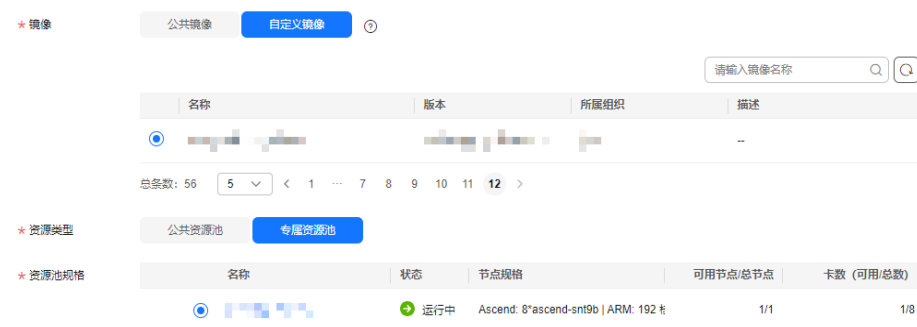 * 镜像 公共镜像 自定义镜像 ?
请输入镜像名称
名称 版本 所属组织 描述
--
总条数: 56 5 < 1 ... 7 8 9 10 11 12 >
* 资源类型 公共资源池 专属资源池
* 资源池规格 名称 状态 节点规格 可用节点/总节点 卡数 (可用/总数)
运行中 Ascend: 8*ascend-snt9b | ARM: 192 1/1 1/8